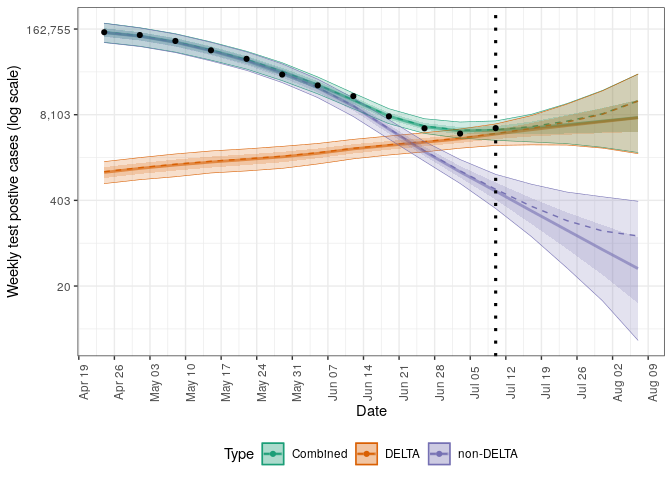 Weekly test postive cases (log scale)
162,755
8,103
403
20
Apr 19
Apr 26
May 03
May 10
May 17
May 24
May 31
Jun 07
Jun 14
Jun 21
Jun 28
Jul 05
Jul 12
Jul 19
Jul 26
Aug 02
Aug 09
Date
Type Combined DELTA non-DELTA